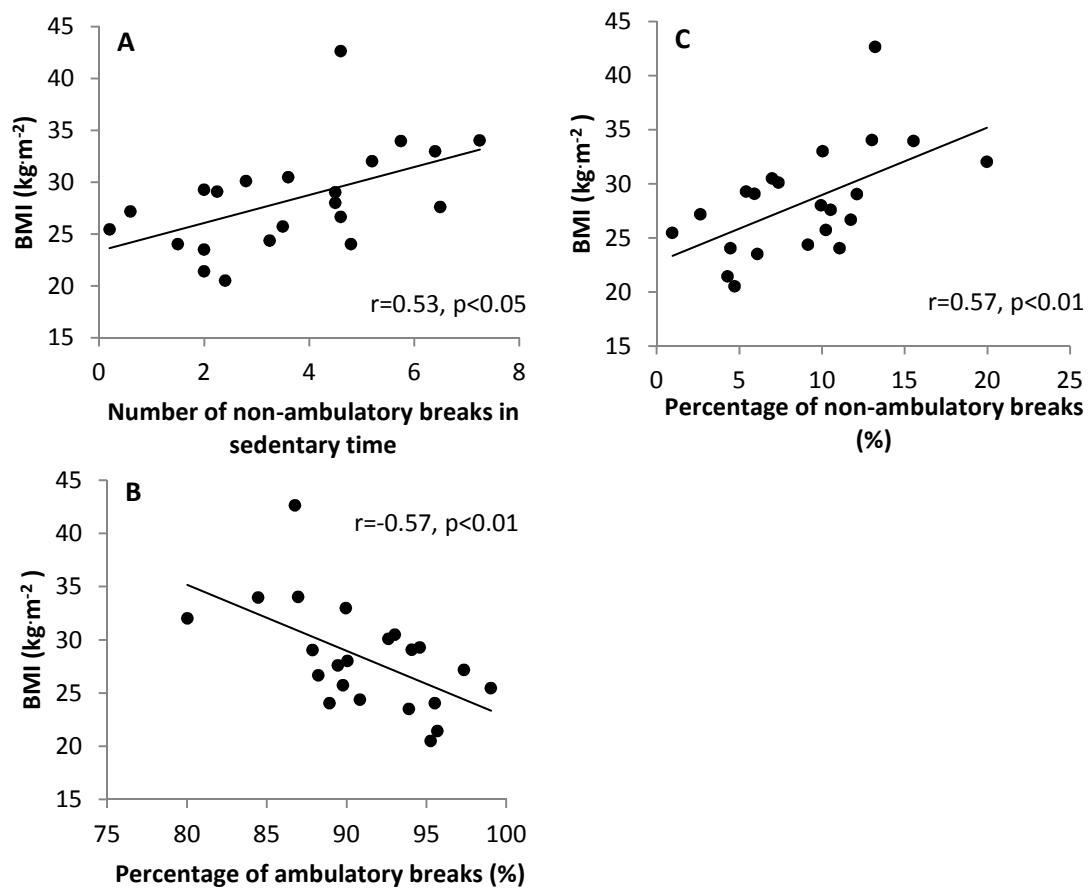 A
45
40
35
30
25
20
15
BMI (kg·m⁻²)
r=0.53, p<0.05
0 2 4 6 8
Number of non-ambulatory breaks in
sedentary time
C
45
40
35
30
25
20
15
BMI (kg·m⁻² )
r=0.57, p<0.01
0 5 10 15 20 25
Percentage of non-ambulatory breaks
(%)
B
45
40
35
30
25
20
15
BMI (kg·m⁻² )
r=-0.57, p<0.01
75 80 85 90 95 100
Percentage of ambulatory breaks (%)